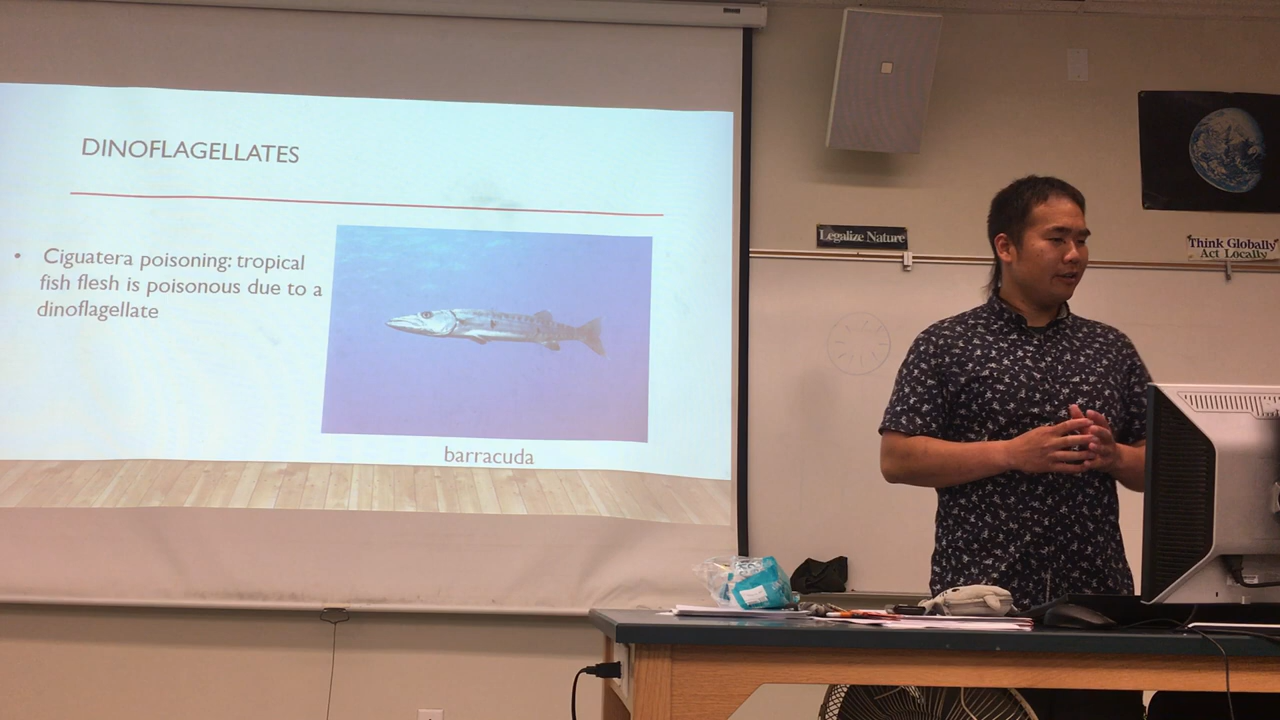 DINOFLAGELLATES
• Ciguatera poisoning: tropical
fish flesh is poisonous due to a
dinoflagellate
barracuda
Legalize Nature
Think Globally
Act Locally